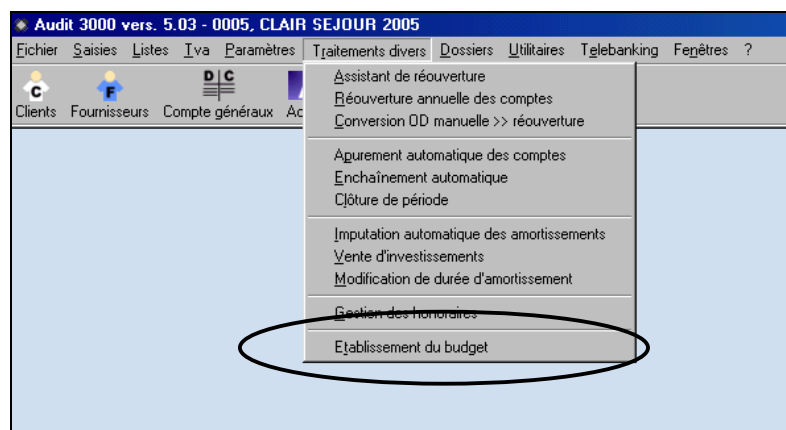 Audit 3000 vers. 5.03 - 0005, CLAIR SEJOUR 2005
Fichier Saisies Listes Tva Paramètres Traitements divers Dossiers Utilitaires Telebanking Fenêtres ?
D C
C F
Clients Fournisseurs Compte généraux
Assistant de réouverture
Réouverture annuelle des comptes
Conversion OD manuelle >> réouverture
Apurement automatique des comptes
Enchaînement automatique
Clôture de période
Imputation automatique des amortissements
Vente d'investissements
Modification de durée d'amortissement
Gestion des honoraires
Etablissement du budget